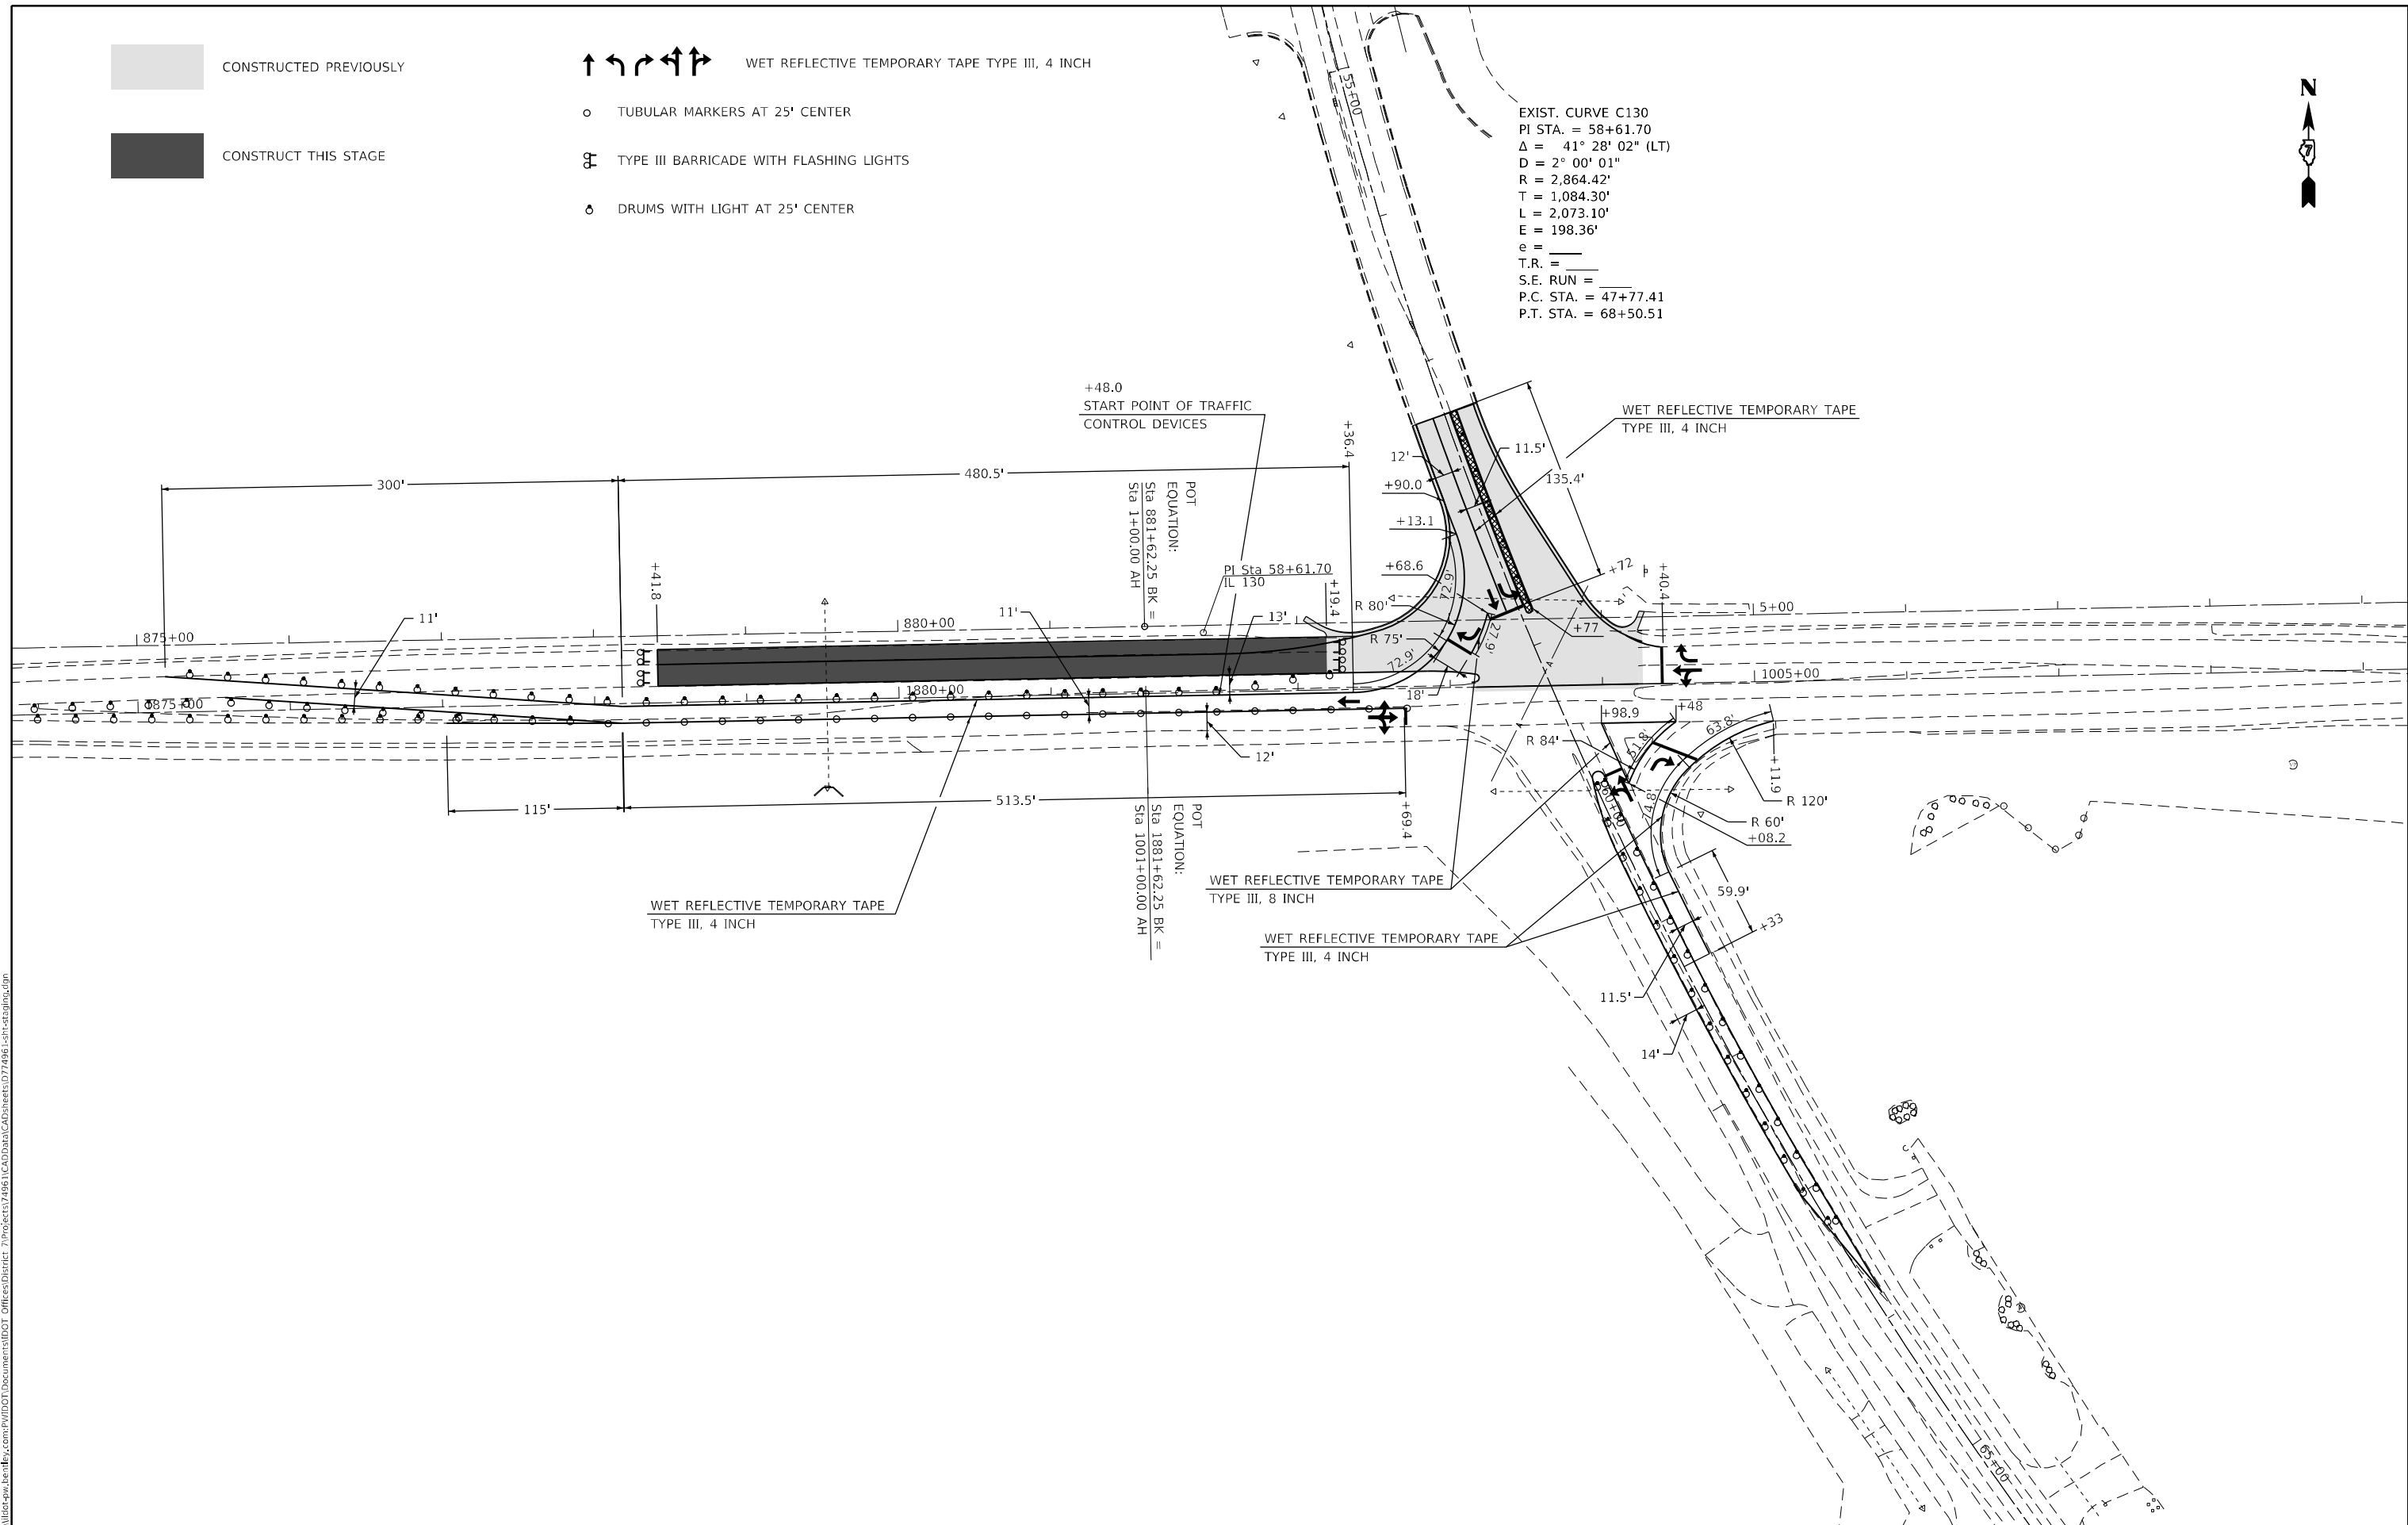 CONSTRUCTED PREVIOUSLY
CONSTRUCT THIS STAGE
WET REFLECTIVE TEMPORARY TAPE TYPE III, 4 INCH
TUBULAR MARKERS AT 25' CENTER
TYPE III BARRICADE WITH FLASHING LIGHTS
DRUMS WITH LIGHT AT 25' CENTER
55+00
EXIST. CURVE C130
PI STA. = 58+61.70
Δ = 41° 28' 02" (LT)
D = 2° 00' 01"
R = 2,864.42'
T = 1,084.30'
L = 2,073.10'
E = 198.36'
e = ____
T.R. = ____
S.E. RUN = ____
P.C. STA. = 47+77.41
P.T. STA. = 68+50.51
N
7
+48.0
START POINT OF TRAFFIC
CONTROL DEVICES
WET REFLECTIVE TEMPORARY TAPE
TYPE III, 4 INCH
+36.4
300'
480.5'
12'
11.5'
135.4'
+90.0
+13.1
POT
EQUATION:
Sta 881+62.25 BK =
Sta 1+00.00 AH
PI Sta 58+61.70
IL 130
+41.8
+19.4
+68.6
72.9'
+72
+40.4
11'
11'
13'
R 80'
R 75'
72.9'
27.9'
+77
875+00
880+00
5+00
1875+00
1880+00
1005+00
18'
12'
+98.9
+48
R 84'
51.8'
63.8'
+11.9
115'
513.5'
+69.4
60+00
74.8'
R 120'
R 60'
+08.2
POT
EQUATION:
Sta 1881+62.25 BK =
Sta 1001+00.00 AH
WET REFLECTIVE TEMPORARY TAPE
TYPE III, 4 INCH
WET REFLECTIVE TEMPORARY TAPE
TYPE III, 8 INCH
WET REFLECTIVE TEMPORARY TAPE
TYPE III, 4 INCH
59.9'
+33
11.5'
14'
65+00